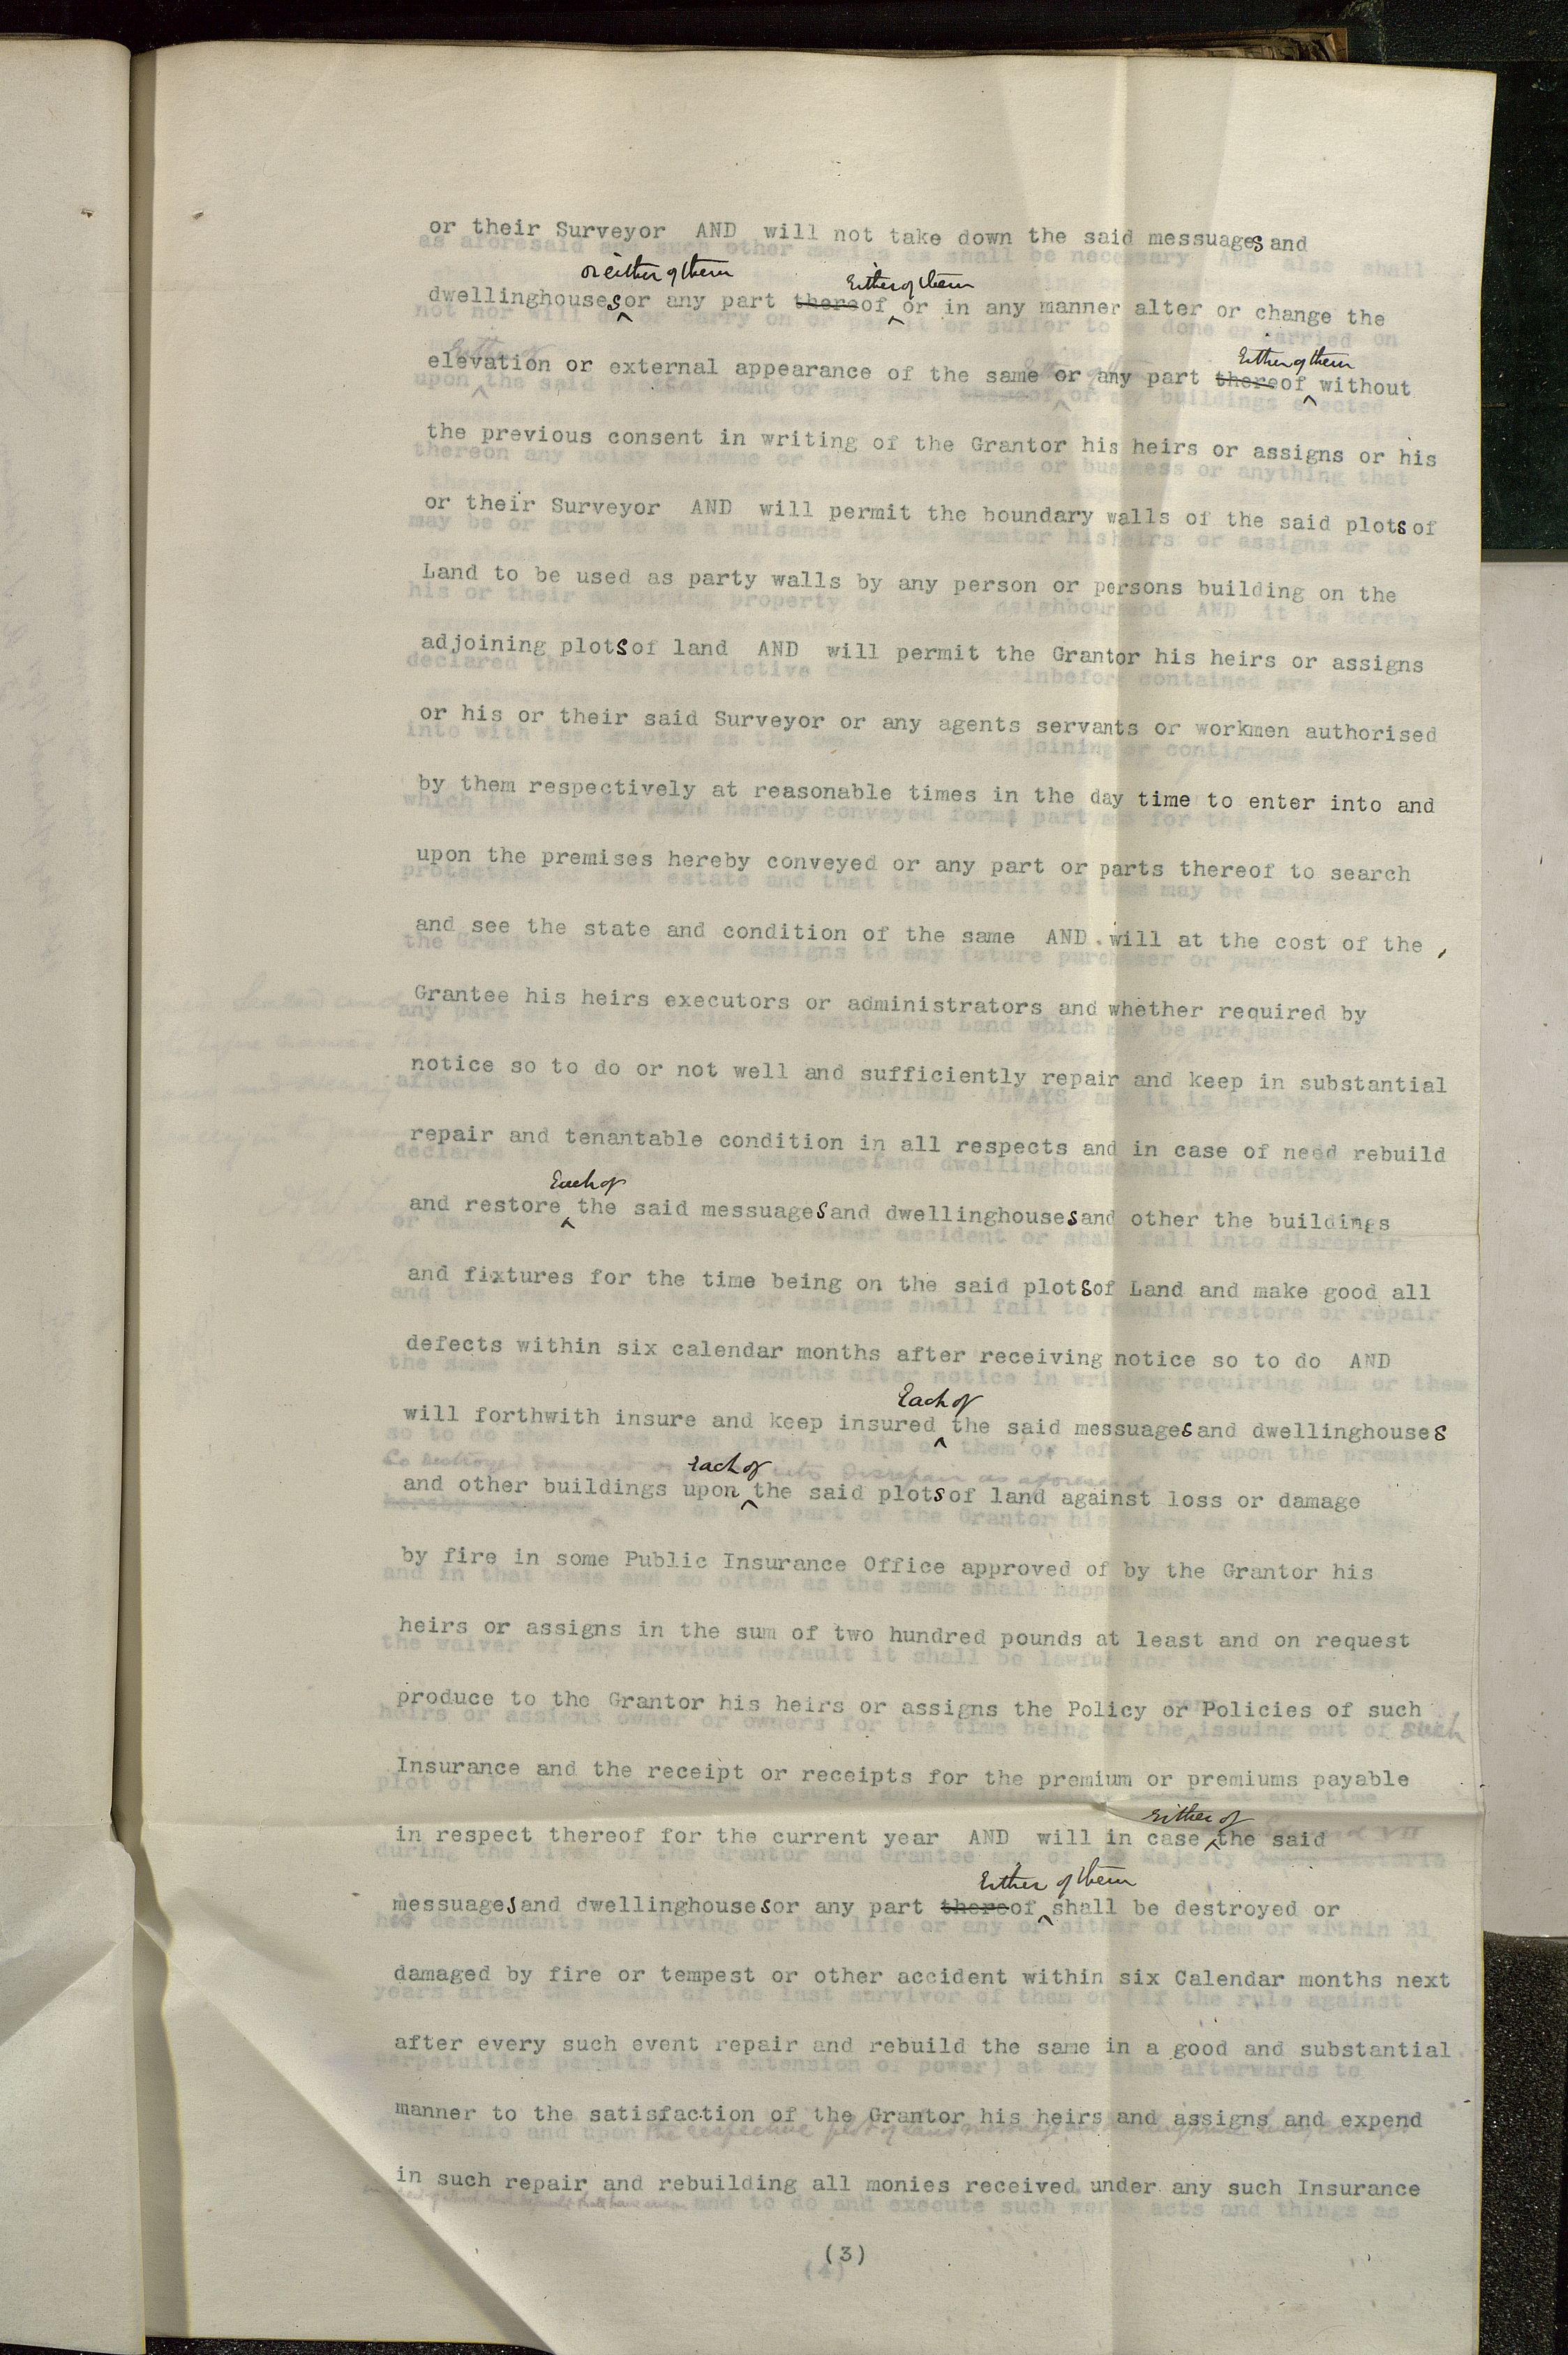 or their Surveyor AND will not take down the said messuages and
or either of them Either of them
dwellinghouses or any part thereof or in any manner alter or change the
Either of them
elevation or external appearance of the same or any part thereof without
the previous consent in writing of the Grantor his heirs or assigns or his
or their Surveyor AND will permit the boundary walls of the said plots of
Land to be used as party walls by any person or persons building on the
adjoining plots of land AND will permit the Grantor his heirs or assigns
or his or their said Surveyor or any agents servants or workmen authorised
by them respectively at reasonable times in the day time to enter into and
upon the premises hereby conveyed or any part or parts thereof to search
and see the state and condition of the same AND will at the cost of the
Grantee his heirs executors or administrators and whether required by
notice so to do or not well and sufficiently repair and keep in substantial
repair and tenantable condition in all respects and in case of need rebuild
Each of
and restore the said messuages and dwellinghouses and other the buildings
and fixtures for the time being on the said plots of Land and make good all
defects within six calendar months after receiving notice so to do AND
Each of
will forthwith insure and keep insured the said messuages and dwellinghouses
Each of
and other buildings upon the said plots of land against loss or damage
by fire in some Public Insurance Office approved of by the Grantor his
heirs or assigns in the sum of two hundred pounds at least and on request
produce to the Grantor his heirs or assigns the Policy or Policies of such
Insurance and the receipt or receipts for the premium or premiums payable
either of
in respect thereof for the current year AND will in case the said
Either of them
messuages and dwellinghouses or any part thereof shall be destroyed or
damaged by fire or tempest or other accident within six Calendar months next
after every such event repair and rebuild the same in a good and substantial
manner to the satisfaction of the Grantor his heirs and assigns and expend
in such repair and rebuilding all monies received under any such Insurance
(3)